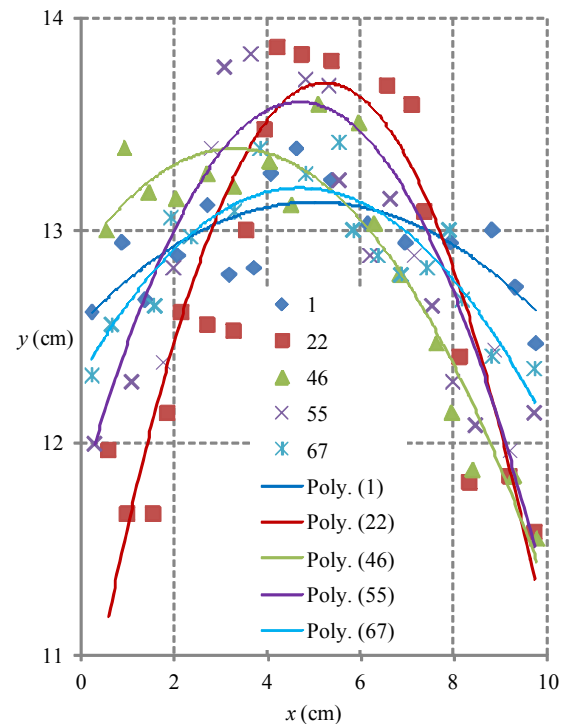 14
13
12
11
y (cm)
1
22
46
55
67
Poly. (1)
Poly. (22)
Poly. (46)
Poly. (55)
Poly. (67)
0 2 4 6 8 10
x (cm)